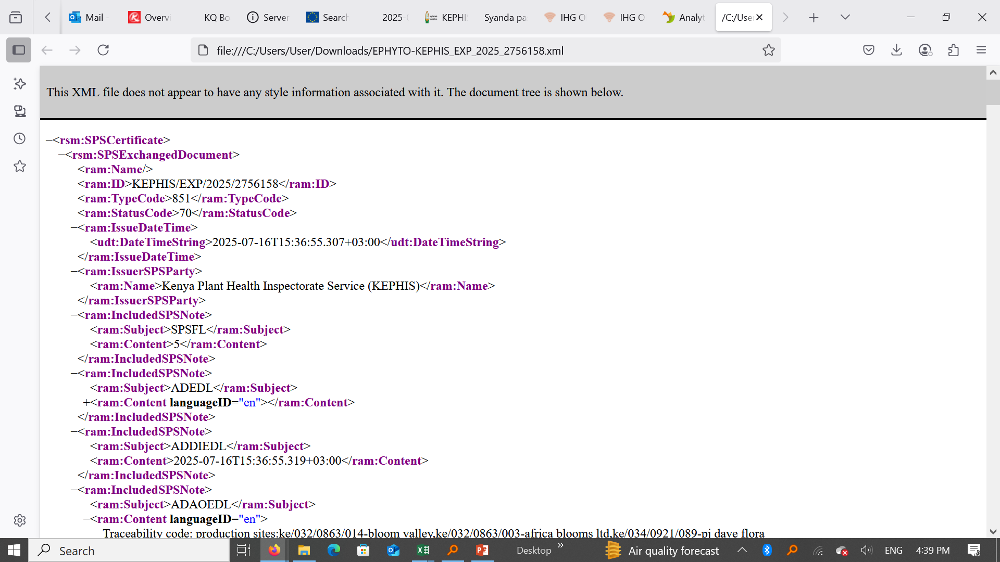 Mail -
Overvi
KQ Bo
Server
Search
2025-
KEPHI
Syanda pa
IHG O
IHG O
Analyt
/C:/Use
file:///C:/Users/User/Downloads/EPHYTO-KEPHIS_EXP_2025_2756158.xml
This XML file does not appear to have any style information associated with it. The document tree is shown below.
−<rsm:SPSCertificate>
−<rsm:SPSExchangedDocument>
<ram:Name/>
<ram:ID>KEPHIS/EXP/2025/2756158</ram:ID>
<ram:TypeCode>851</ram:TypeCode>
<ram:StatusCode>70</ram:StatusCode>
−<ram:IssueDateTime>
<udt:DateTimeString>2025-07-16T15:36:55.307+03:00</udt:DateTimeString>
</ram:IssueDateTime>
−<ram:IssuerSPSParty>
<ram:Name>Kenya Plant Health Inspectorate Service (KEPHIS)</ram:Name>
</ram:IssuerSPSParty>
−<ram:IncludedSPSNote>
<ram:Subject>SPSFL</ram:Subject>
<ram:Content>5</ram:Content>
</ram:IncludedSPSNote>
−<ram:IncludedSPSNote>
<ram:Subject>ADEDL</ram:Subject>
+<ram:Content languageID="en"></ram:Content>
</ram:IncludedSPSNote>
−<ram:IncludedSPSNote>
<ram:Subject>ADDIEDL</ram:Subject>
<ram:Content>2025-07-16T15:36:55.319+03:00</ram:Content>
</ram:IncludedSPSNote>
−<ram:IncludedSPSNote>
<ram:Subject>ADAOEDL</ram:Subject>
−<ram:Content languageID="en">
Traceability code: production sites:ke/032/0863/014-bloom valley,ke/032/0863/003-africa blooms ltd,ke/034/0921/089-pj dave flora
Search
Desktop
Air quality forecast
ENG
4:39 PM